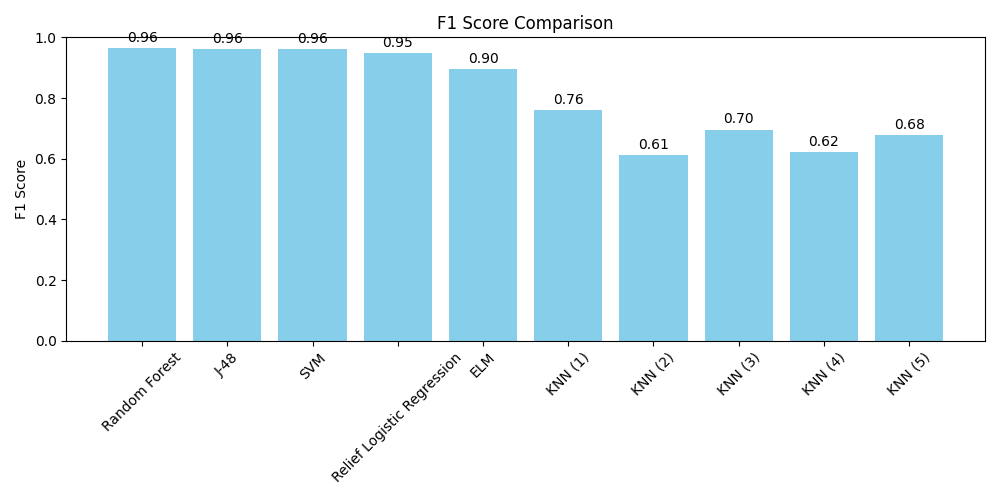 F1 Score Comparison
F1 Score
1.0
0.8
0.6
0.4
0.2
0.0
0.96
0.96
0.96
0.95
0.90
0.76
0.61
0.70
0.62
0.68
Random Forest
J-48
SVM
Relief Logistic Regression
ELM
KNN (1)
KNN (2)
KNN (3)
KNN (4)
KNN (5)